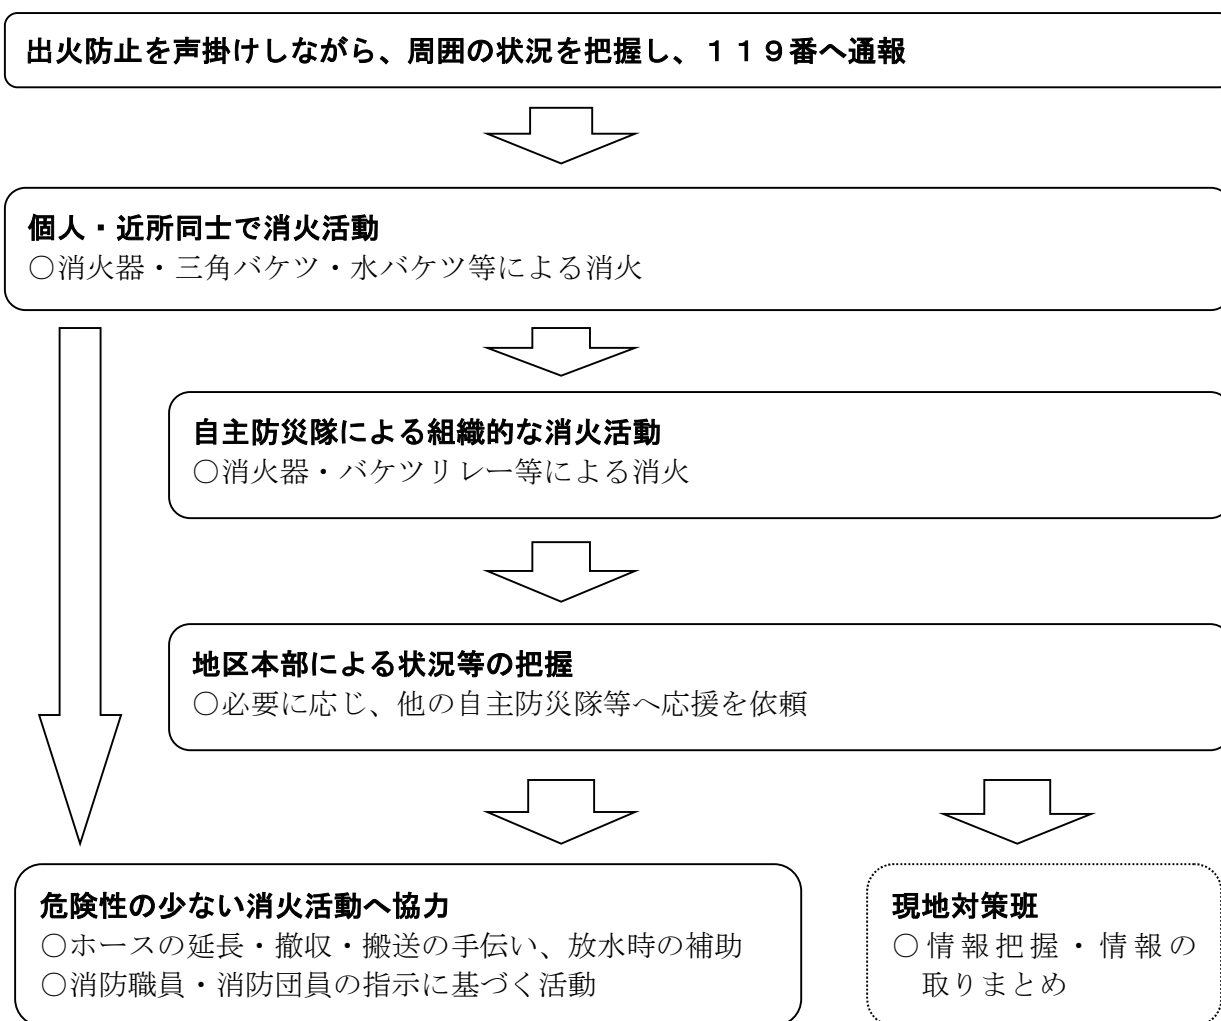 出火防止を声掛けしながら、周囲の状況を把握し、１１９番へ通報
個人・近所同士で消火活動
○消火器・三角バケツ・水バケツ等による消火
自主防災隊による組織的な消火活動
○消火器・バケツリレー等による消火
地区本部による状況等の把握
○必要に応じ、他の自主防災隊等へ応援を依頼
危険性の少ない消火活動へ協力
○ホースの延長・撤収・搬送の手伝い、放水時の補助
○消防職員・消防団員の指示に基づく活動
現地対策班
○情報把握・情報の
取りまとめ